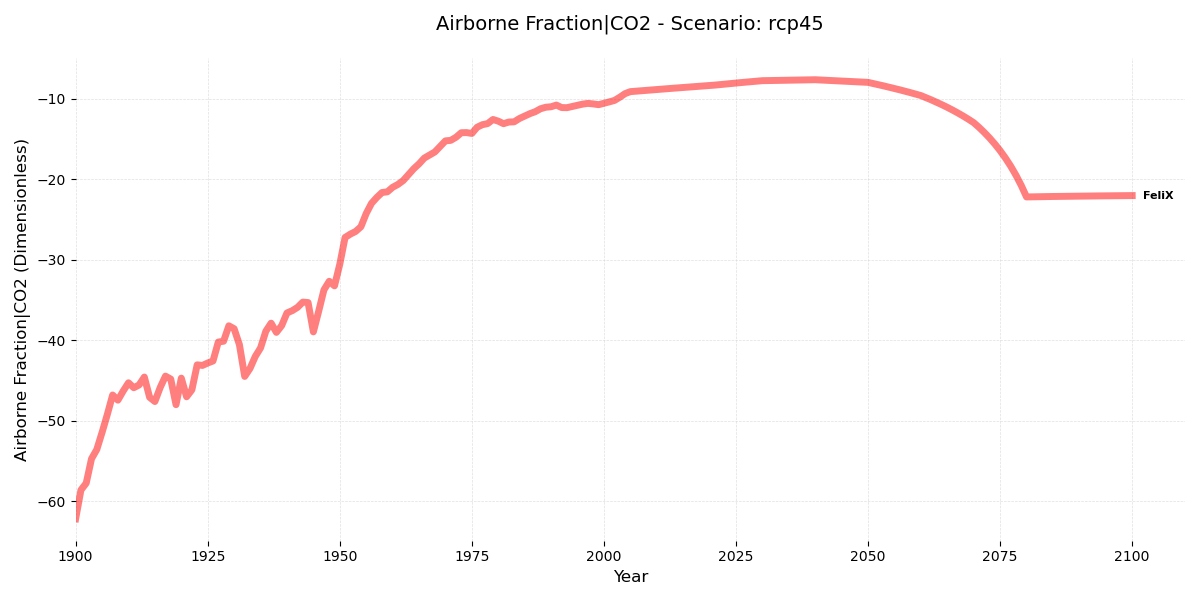 Airborne Fraction|CO2 - Scenario: rcp45
Airborne Fraction|CO2 (Dimensionless)
−10
−20
−30
−40
−50
−60
FeliX
1900 1925 1950 1975 2000 2025 2050 2075 2100
Year